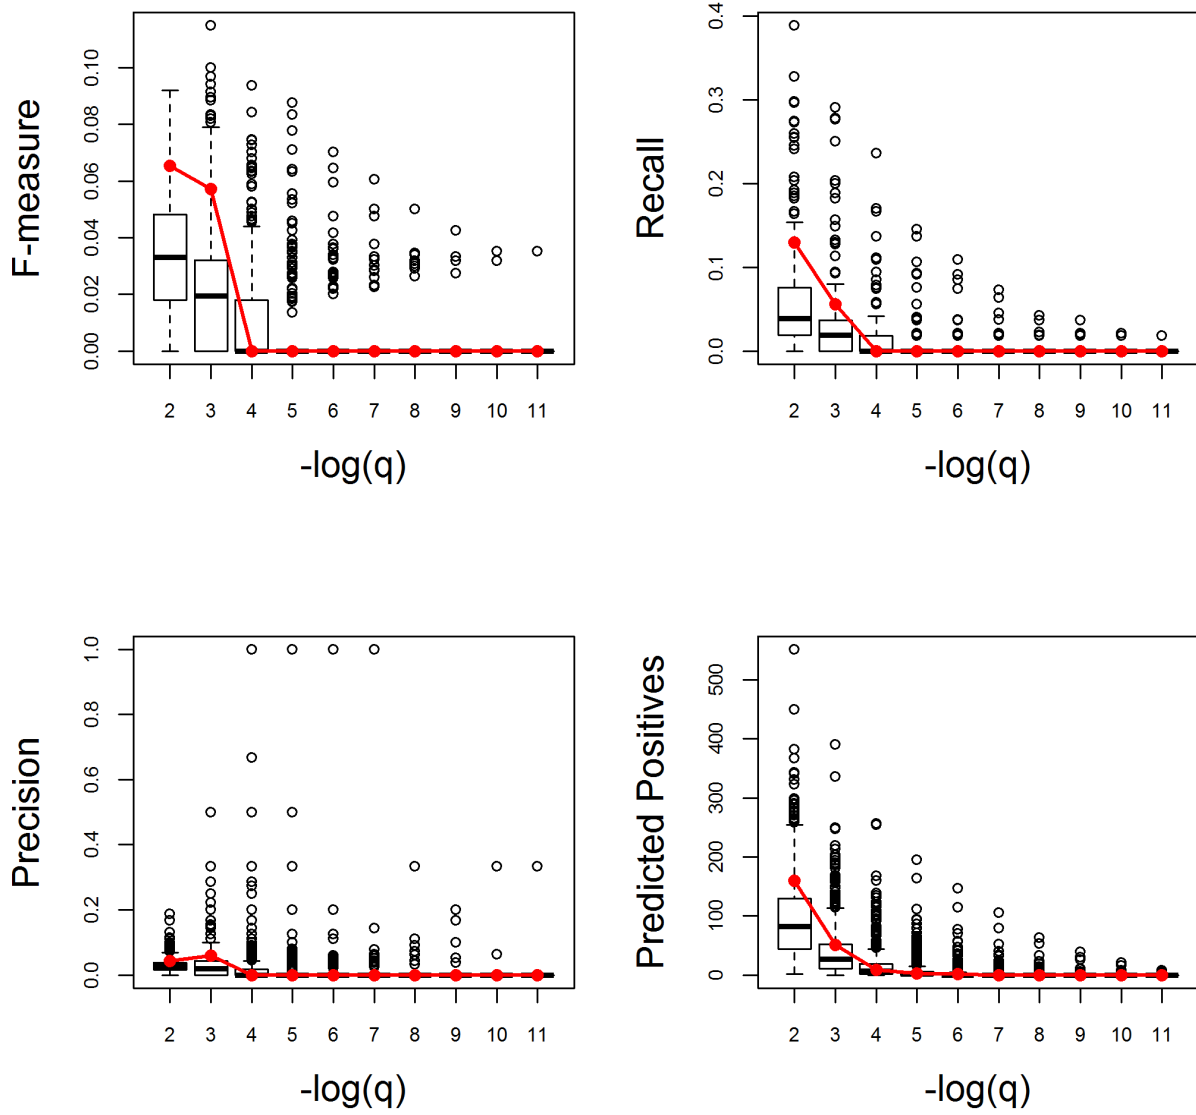 F-measure
0.00 0.02 0.04 0.06 0.08 0.10
2 3 4 5 6 7 8 9 10 11
-log(q)
Recall
0.0 0.1 0.2 0.3 0.4
2 3 4 5 6 7 8 9 10 11
-log(q)
Precision
0.0 0.2 0.4 0.6 0.8 1.0
2 3 4 5 6 7 8 9 10 11
-log(q)
Predicted Positives
0 100 200 300 400 500
2 3 4 5 6 7 8 9 10 11
-log(q)